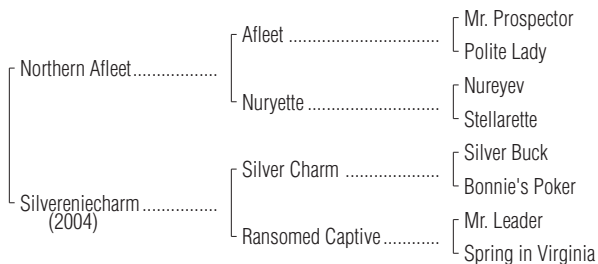 Mr. Prospector
Afleet
Polite Lady
Northern Afleet
Nureyev
Nuryette
Stellarette
Silver Buck
Silver Charm
Bonnie's Poker
Silvereniecharm
(2004)
Mr. Leader
Ransomed Captive
Spring in Virginia